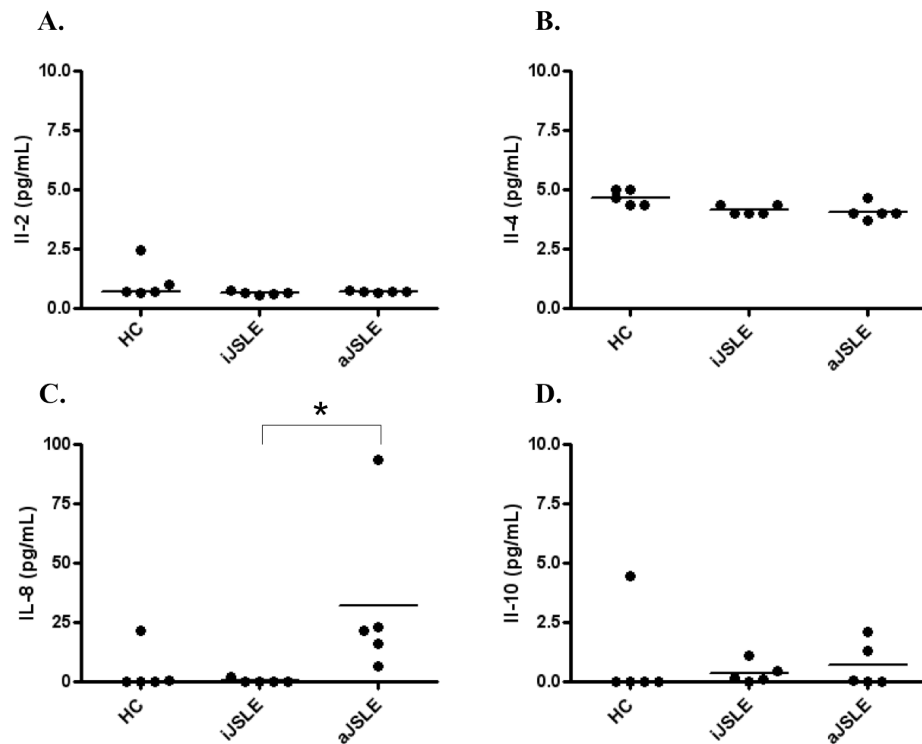 A.
B.
10.0
7.5
5.0
2.5
0.0
Il-2 (pg/mL)
HC
iJSLE
aJSLE
10.0
7.5
5.0
2.5
0.0
Il-4 (pg/mL)
HC
iJSLE
aJSLE
C.
D.
*
100
75
50
25
0
IL-8 (pg/mL)
HC
iJSLE
aJSLE
10.0
7.5
5.0
2.5
0.0
Il-10 (pg/mL)
HC
iJSLE
aJSLE